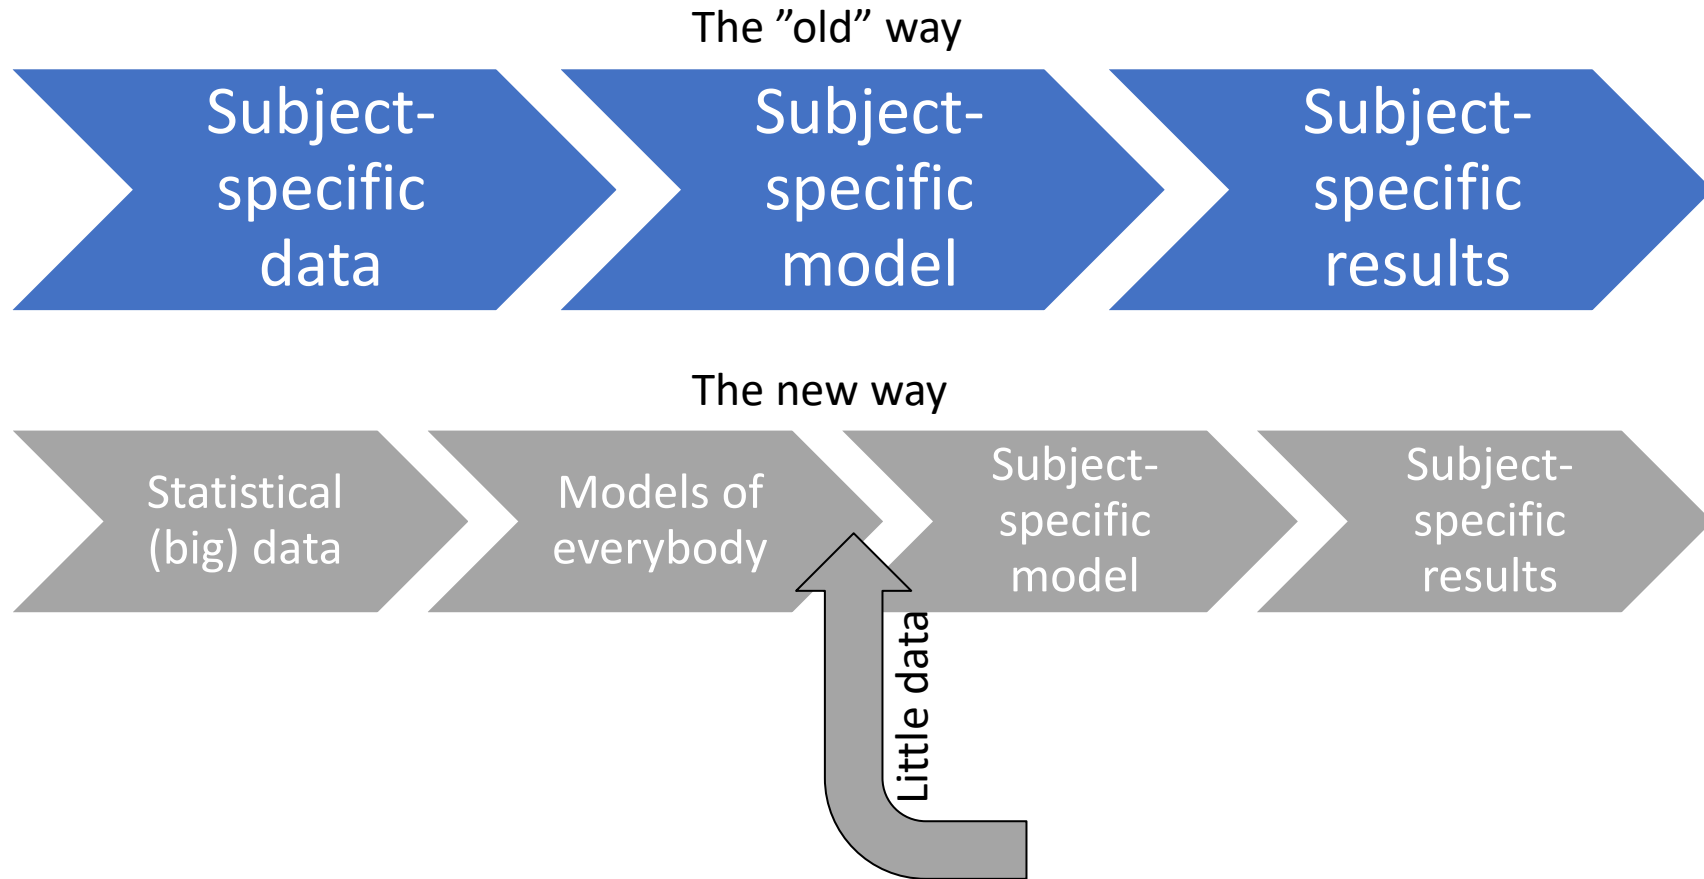 The ”old” way
Subject-
specific
data
Subject-
specific
model
Subject-
specific
results
The new way
Statistical
(big) data
Models of
everybody
Subject-
specific
model
Subject-
specific
results
Little data